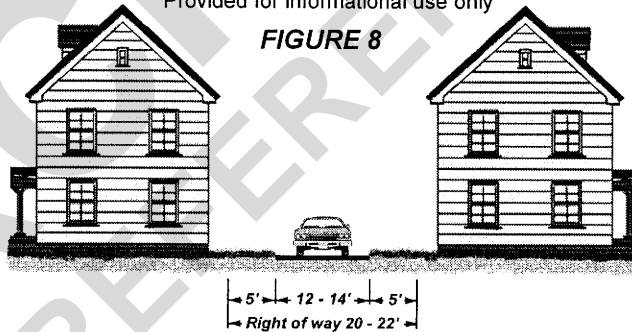 Provided for informational use only
FIGURE 8
5' 12 - 14' 5'
Right of way 20 - 22'